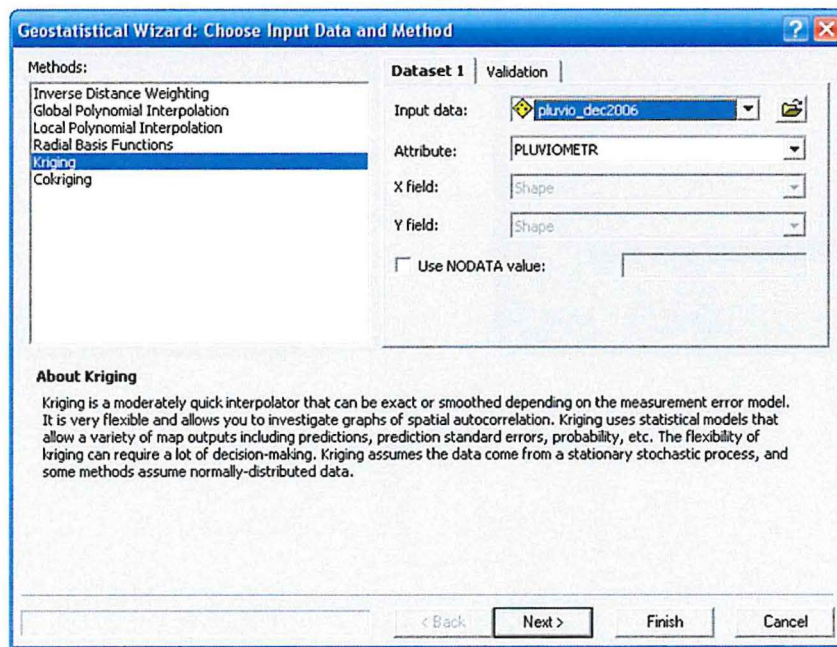 Geostatistical Wizard: Choose Input Data and Method
Methods:
Inverse Distance Weighting
Global Polynomial Interpolation
Local Polynomial Interpolation
Radial Basis Functions
Kriging
Cokriging
Dataset 1
Validation
Input data:
pluvio_dec2006
Attribute:
PLUVIOMETR
X field:
Shape
Y field:
Shape
Use NODATA value:
About Kriging
Kriging is a moderately quick interpolator that can be exact or smoothed depending on the measurement error model.
It is very flexible and allows you to investigate graphs of spatial autocorrelation. Kriging uses statistical models that
allow a variety of map outputs including predictions, prediction standard errors, probability, etc. The flexibility of
kriging can require a lot of decision-making. Kriging assumes the data come from a stationary stochastic process, and
some methods assume normally-distributed data.
< Back
Next >
Finish
Cancel